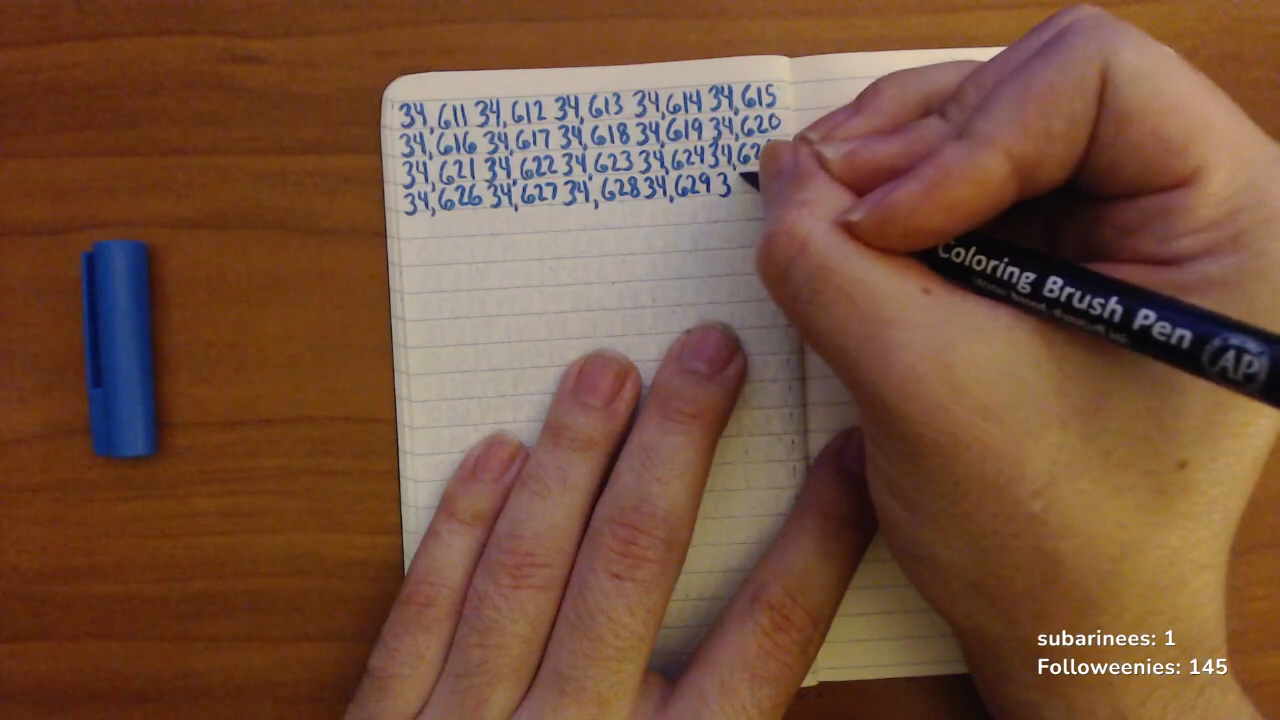 34,611 34,612 34,613 34,614 34,615
34,616 34,617 34,618 34,619 34,620
34,621 34,622 34,623 34,624
34,626 34,627 34,628 34,629 3
Coloring Brush Pen
AP
subarinees: 1
Followeenies: 145